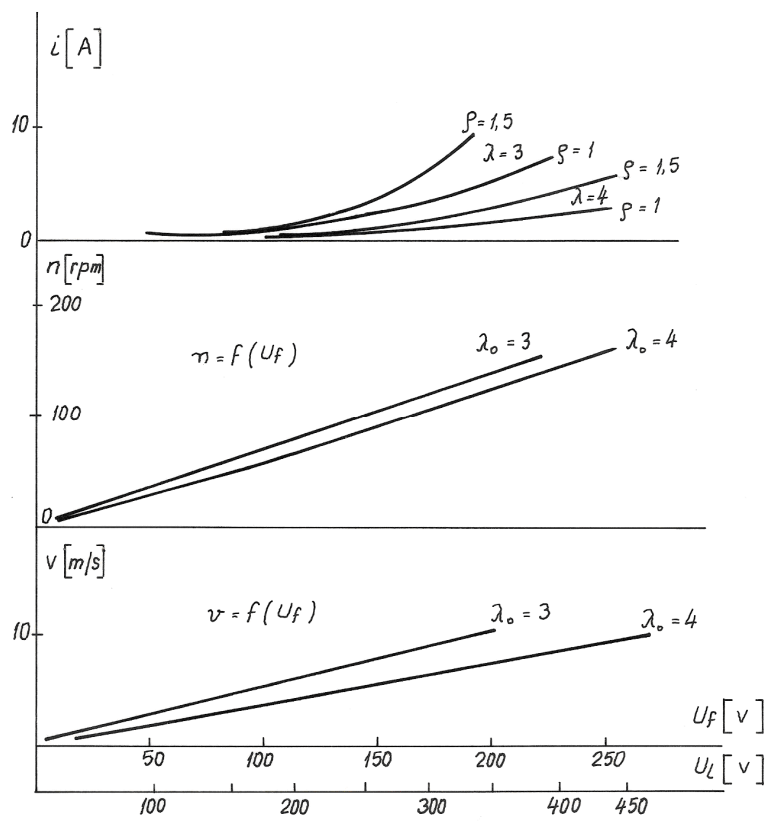 i [A]
10
ρ = 1,5
λ = 3
ρ = 1
ρ = 1,5
λ = 4
ρ = 1
0
n [rpm]
200
n = f (Uf)
λ₀ = 3
λ₀ = 4
100
0
v [m/s]
v = f (Uf)
λ₀ = 3
λ₀ = 4
10
Uf [v]
50 100 150 200 250
UL [v]
100 200 300 400 450